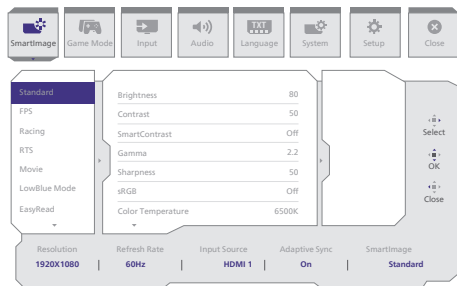 SmartImage Game Mode Input Audio TXT Language System Setup Close
Standard
FPS
Racing
RTS
Movie
LowBlue Mode
EasyRead
Brightness 80
Contrast 50
SmartContrast Off
Gamma 2.2
Sharpness 50
sRGB Off
Color Temperature 6500K
Select
OK
Close
Resolution Refresh Rate Input Source Adaptive Sync SmartImage
1920X1080 | 60Hz | HDMI 1 | On | Standard